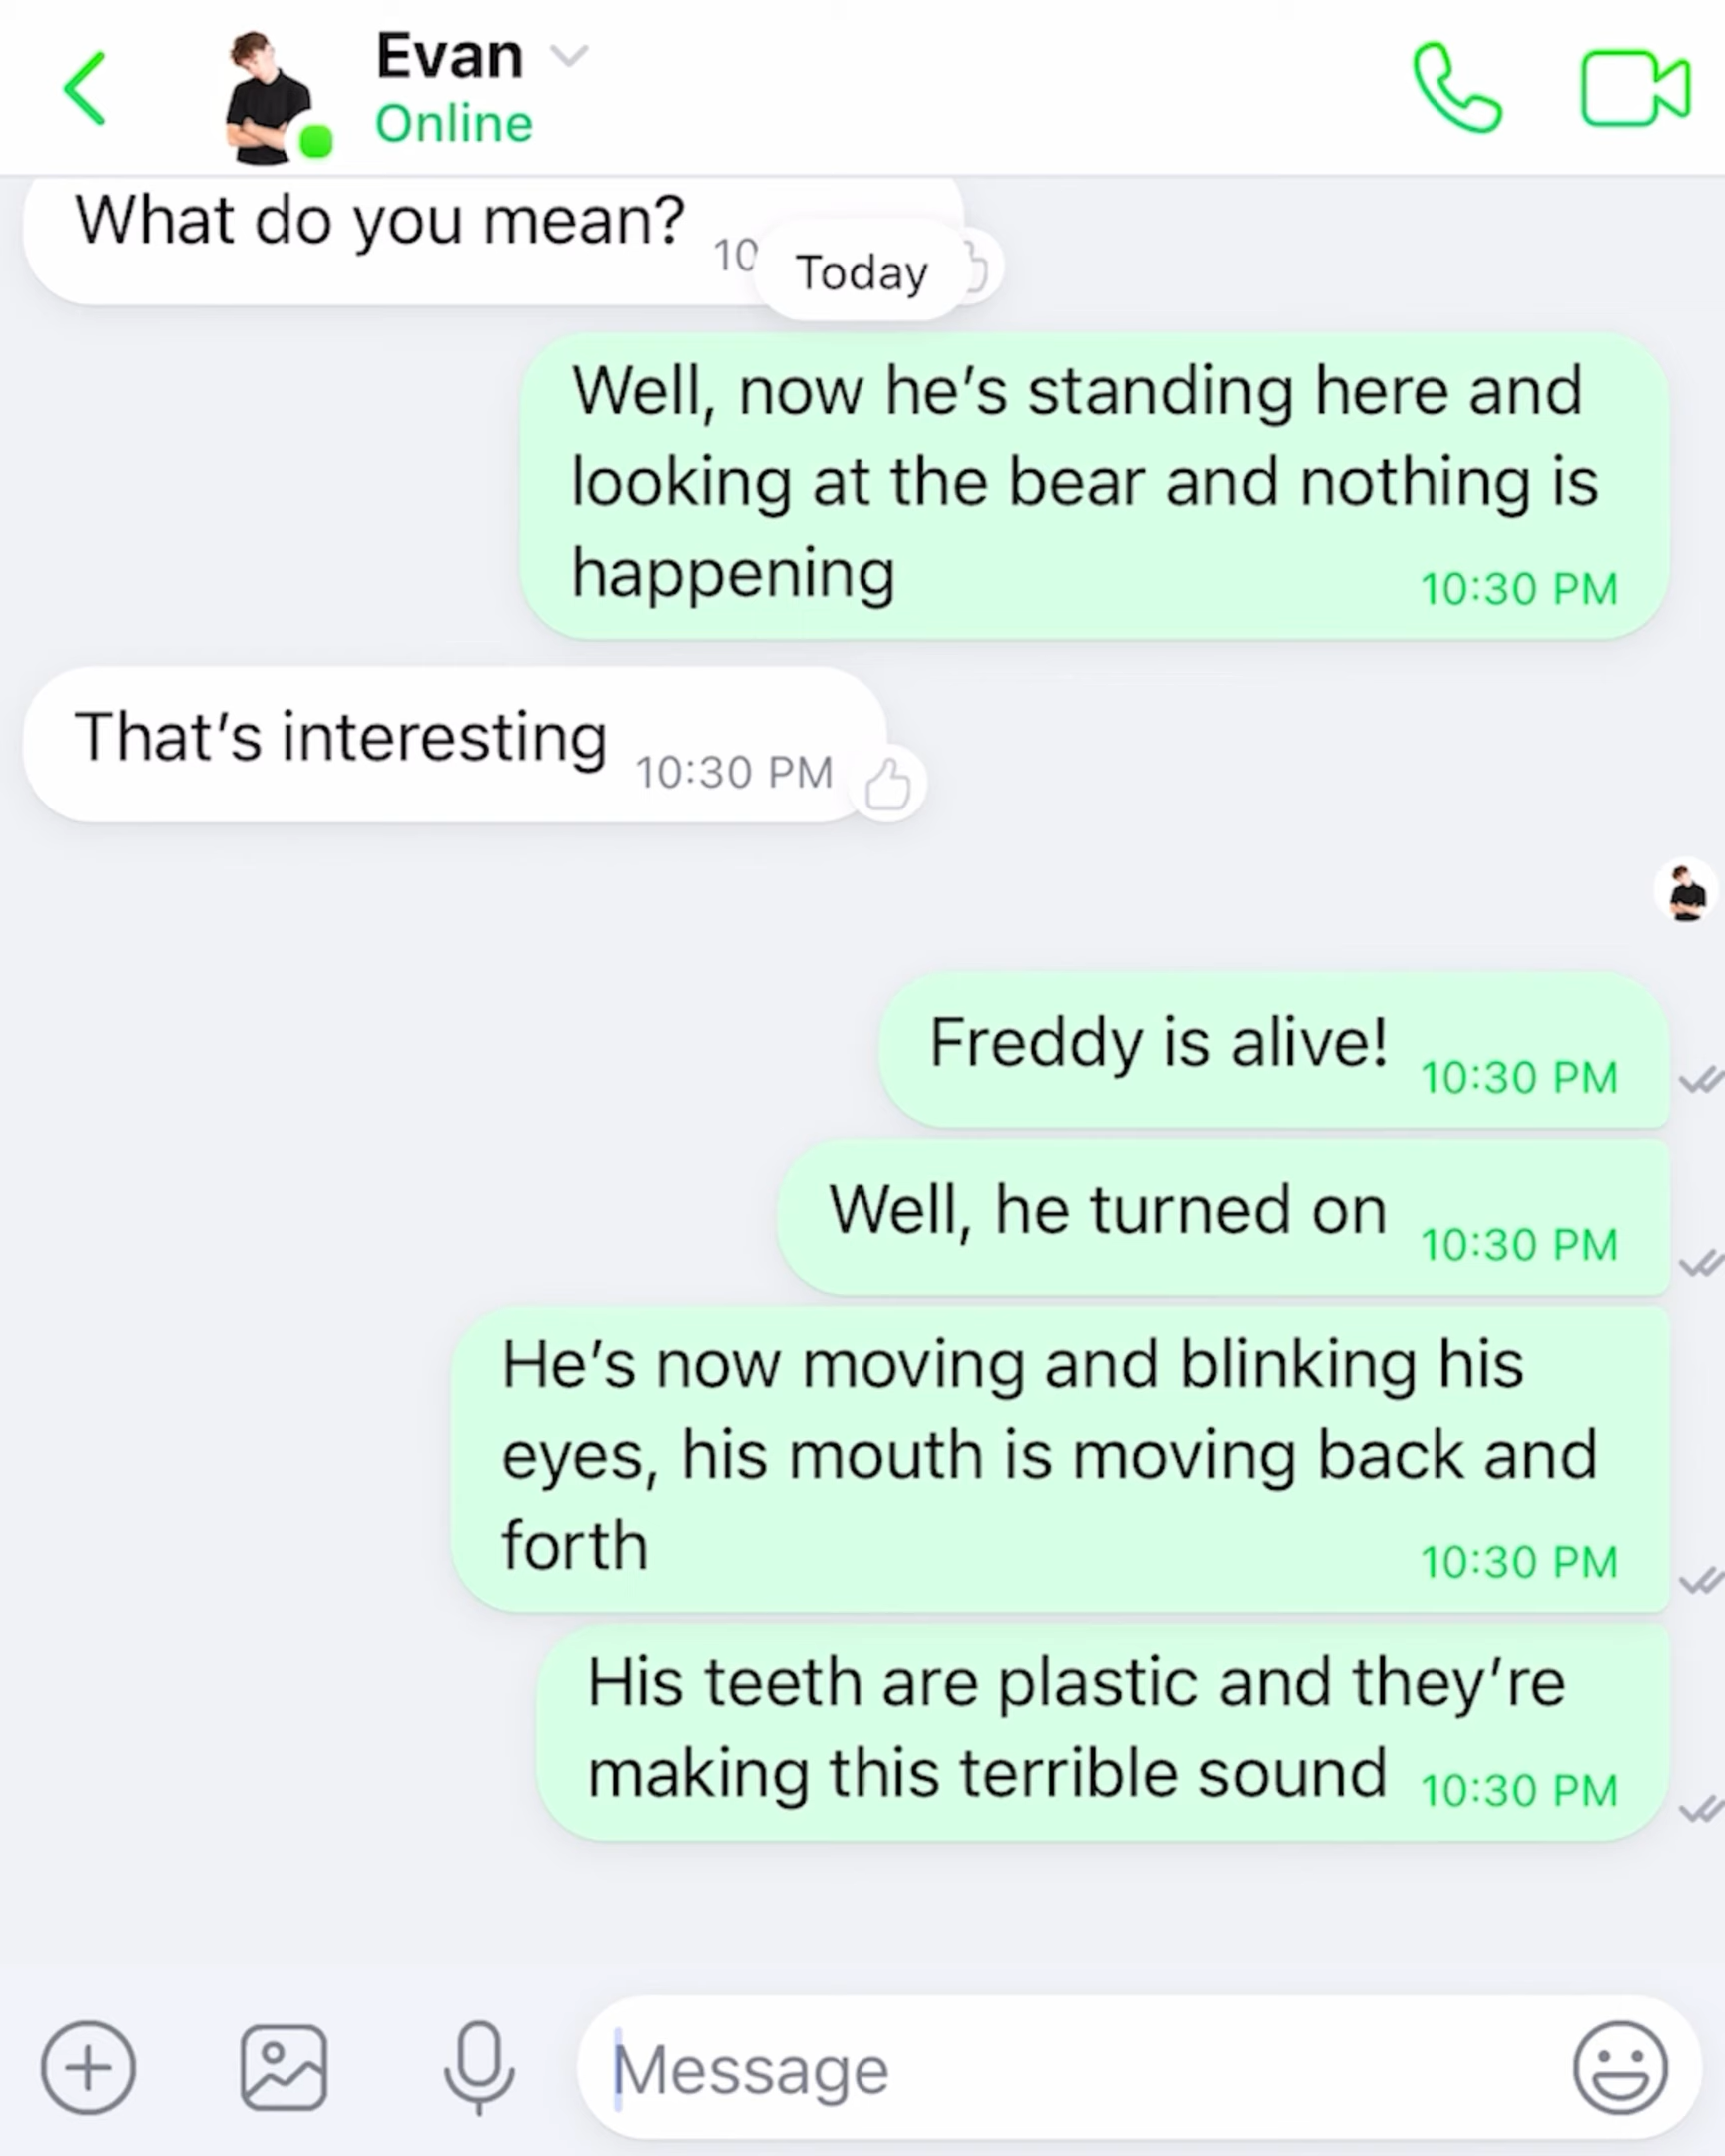 Evan
Online
What do you mean?
10
Today
Well, now he's standing here and
looking at the bear and nothing is
happening
10:30 PM
That's interesting
10:30 PM
Freddy is alive!
10:30 PM
Well, he turned on
10:30 PM
He's now moving and blinking his
eyes, his mouth is moving back and
forth
10:30 PM
His teeth are plastic and they're
making this terrible sound
10:30 PM
Message